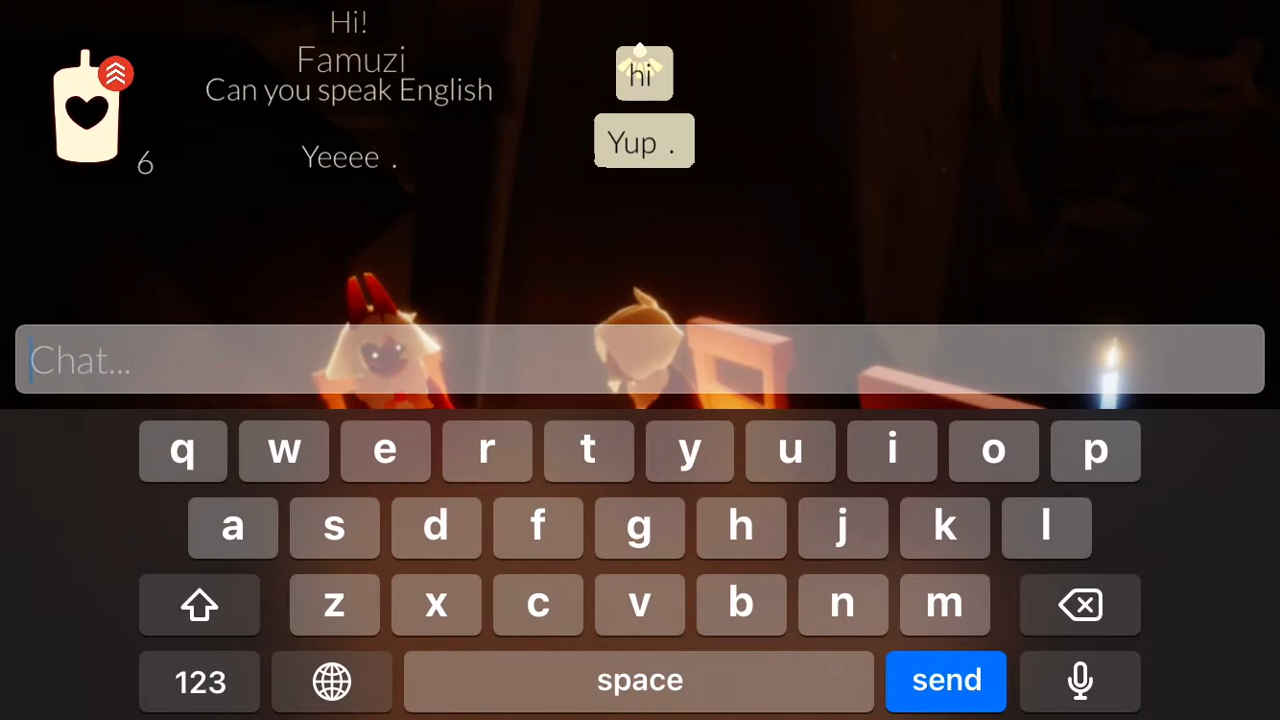 Hi!
Famuzi
Can you speak English
Yeeee .
hi
Yup .
6
Chat...
q w e r t y u i o p
a s d f g h j k l
z x c v b n m
123 space send